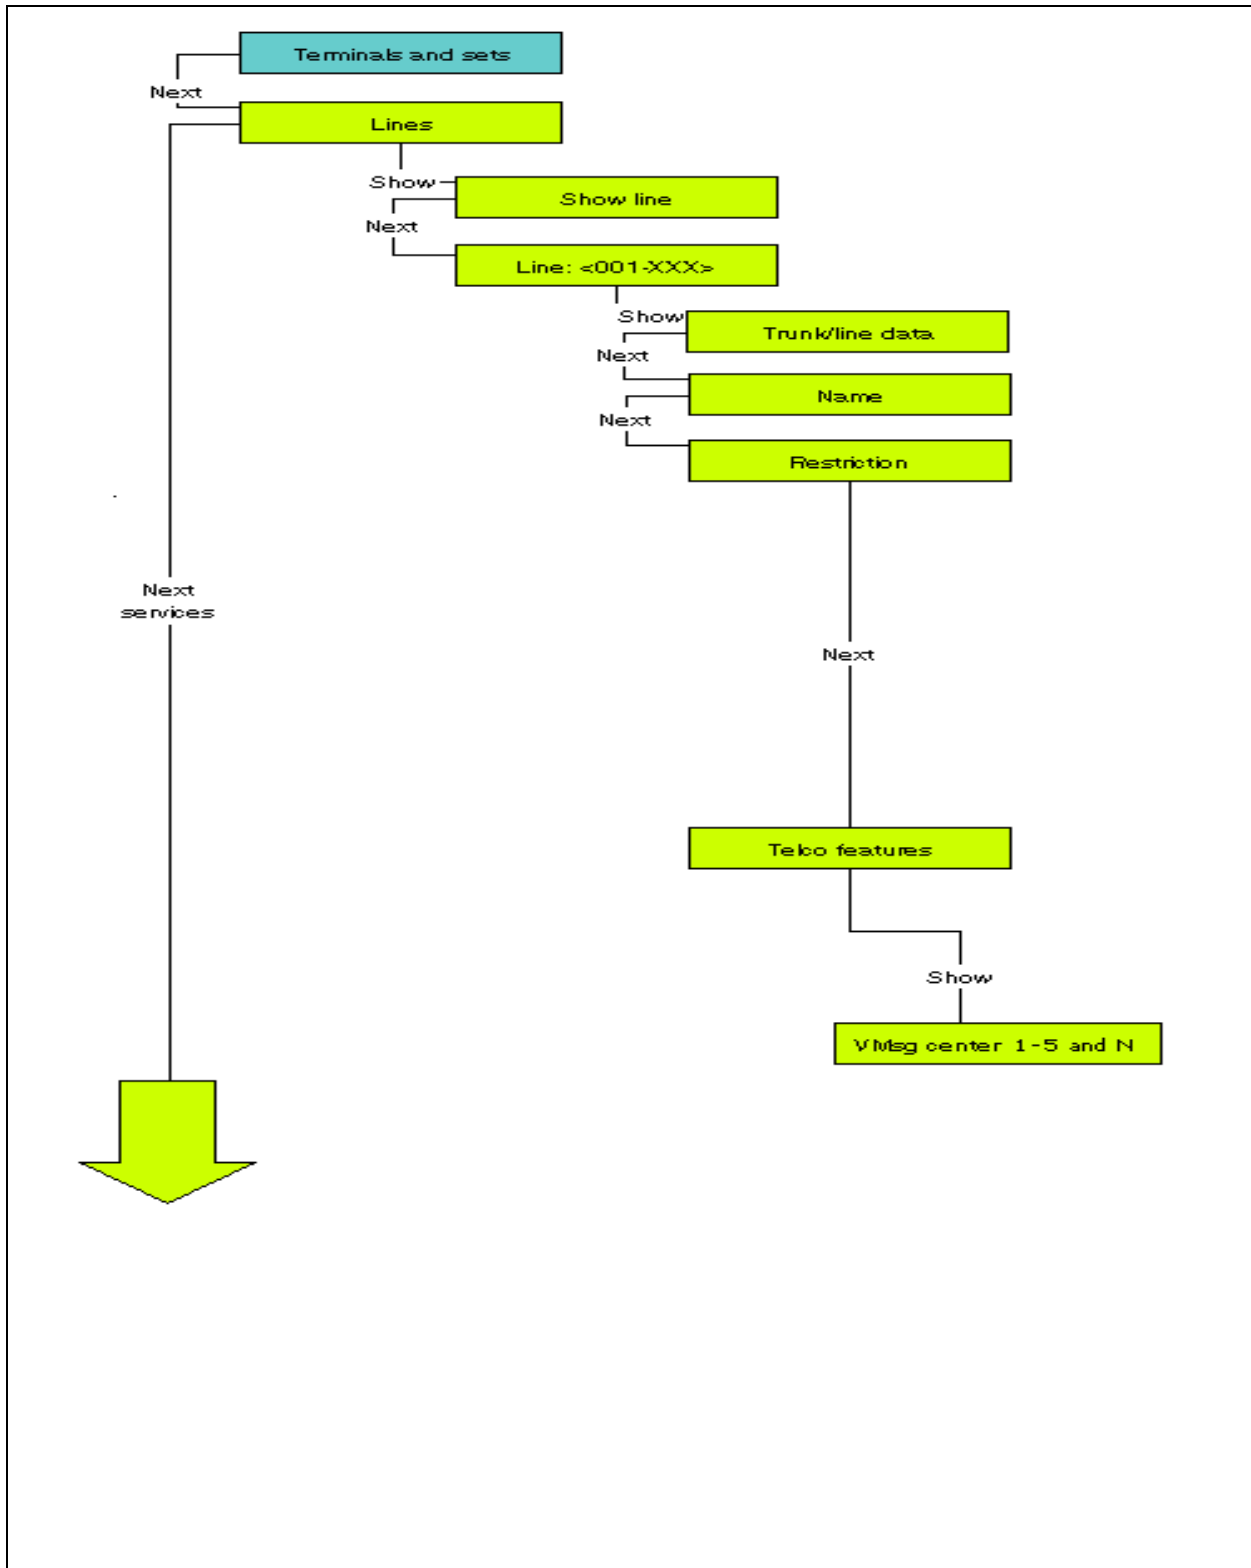 Terminals and sets
Next
Lines
Show
Show line
Next
Line: <001-XXX>
Show
Trunk/line data
Next
Name
Next
Restriction
Next
services
Next
Telco features
Show
VMsg center 1-5 and N